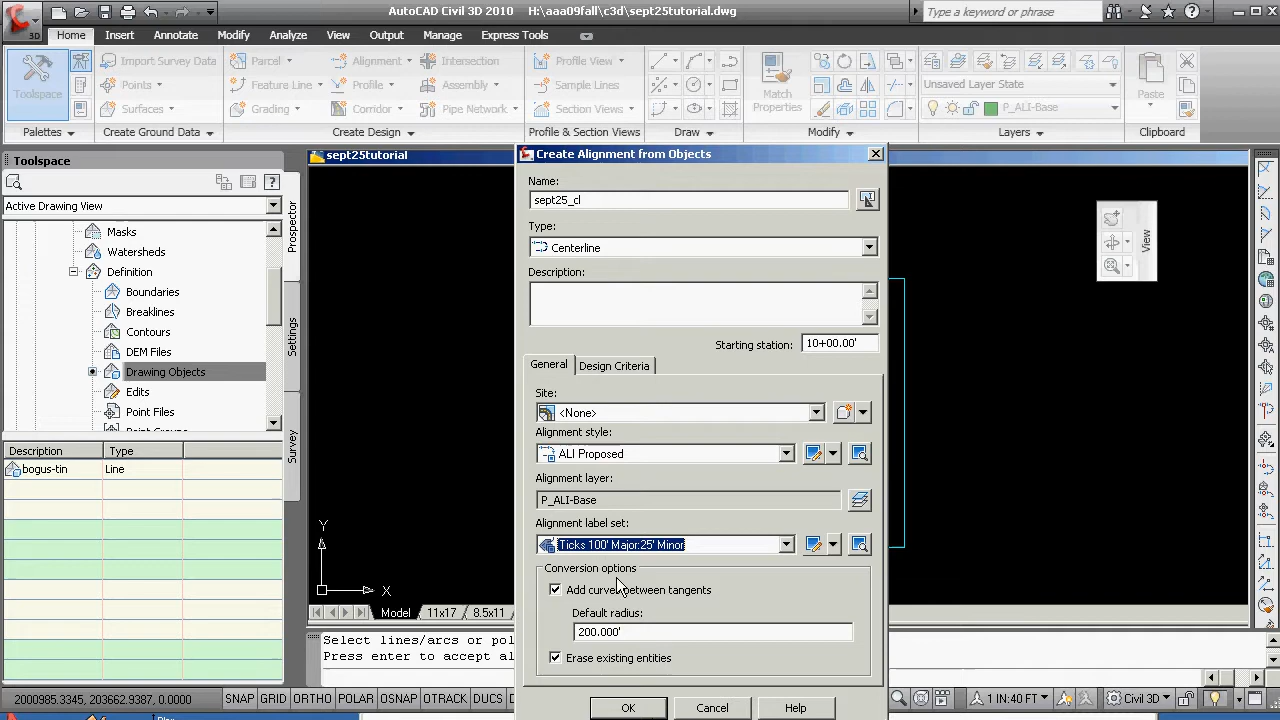 AutoCAD Civil 3D 2010 H:\aaa09fall\c3d\sept25tutorial.dwg
Type a keyword or phrase
3D
Home Insert Annotate Modify Analyze View Output Manage Express Tools
Toolspace
Import Survey Data
Points
Surfaces
Parcel
Feature Line
Grading
Alignment
Profile
Corridor
Intersection
Assembly
Pipe Network
Profile View
Sample Lines
Section Views
Match
Properties
Unsaved Layer State
P_ALI-Base
Paste
Palettes Create Ground Data Create Design Profile & Section Views Draw Modify Layers Clipboard
Toolspace
Active Drawing View
Masks
Watersheds
Definition
Boundaries
Breaklines
Contours
DEM Files
Drawing Objects
Edits
Point Files
Point Groups
Prospector
Settings
Survey
Description Type
bogus-tin Line
sept25tutorial
View
Y
X
Model 11x17 8.5x11
Select lines/arcs or pol
Press enter to accept al
Create Alignment from Objects
Name:
sept25_cl
Type:
Centerline
Description:
Starting station: 10+00.00'
General Design Criteria
Site:
<None>
Alignment style:
ALI Proposed
Alignment layer:
P_ALI-Base
Alignment label set:
Ticks 100' Major:25' Minor
Conversion options
Add curves between tangents
Default radius:
200.000'
Erase existing entities
OK Cancel Help
2000985.3345, 203662.9387, 0.0000 SNAP GRID ORTHO POLAR OSNAP OTRACK DUCS
1 IN:40 FT Civil 3D